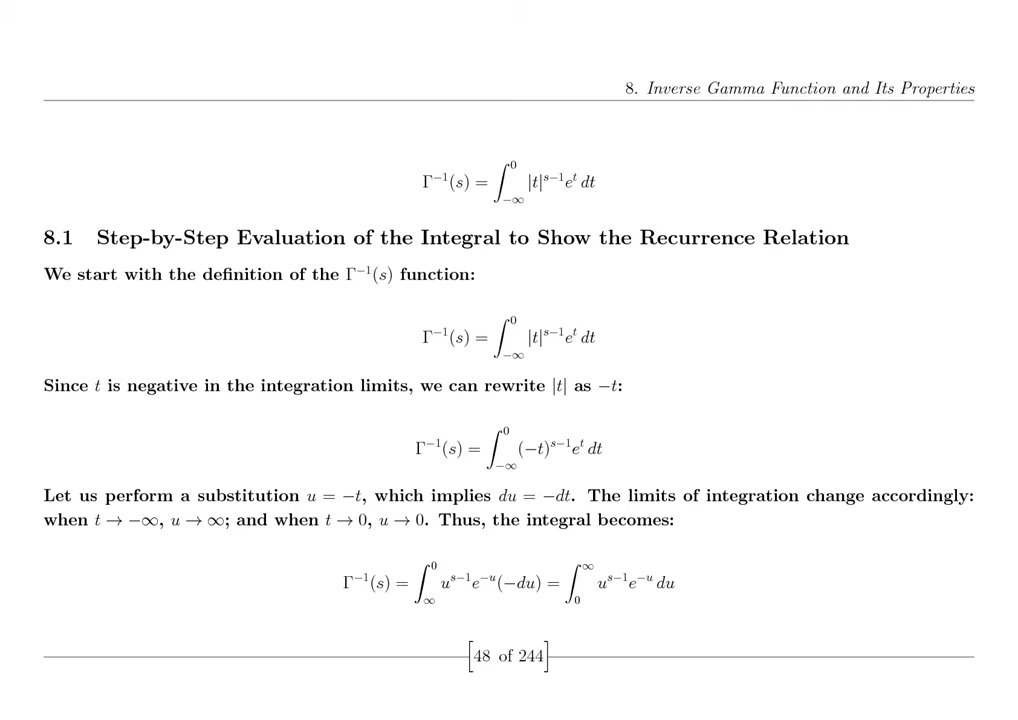 8. Inverse Gamma Function and Its Properties
Γ⁻¹(s) = ∫_{−∞}^{0} |t|^{s−1} e^t dt
8.1 Step-by-Step Evaluation of the Integral to Show the Recurrence Relation
We start with the definition of the Γ⁻¹(s) function:
Γ⁻¹(s) = ∫_{−∞}^{0} |t|^{s−1} e^t dt
Since t is negative in the integration limits, we can rewrite |t| as −t:
Γ⁻¹(s) = ∫_{−∞}^{0} (−t)^{s−1} e^t dt
Let us perform a substitution u = −t, which implies du = −dt. The limits of integration change accordingly:
when t → −∞, u → ∞; and when t → 0, u → 0. Thus, the integral becomes:
Γ⁻¹(s) = ∫_{∞}^{0} u^{s−1} e^{−u} (−du) = ∫_{0}^{∞} u^{s−1} e^{−u} du
[48 of 244]